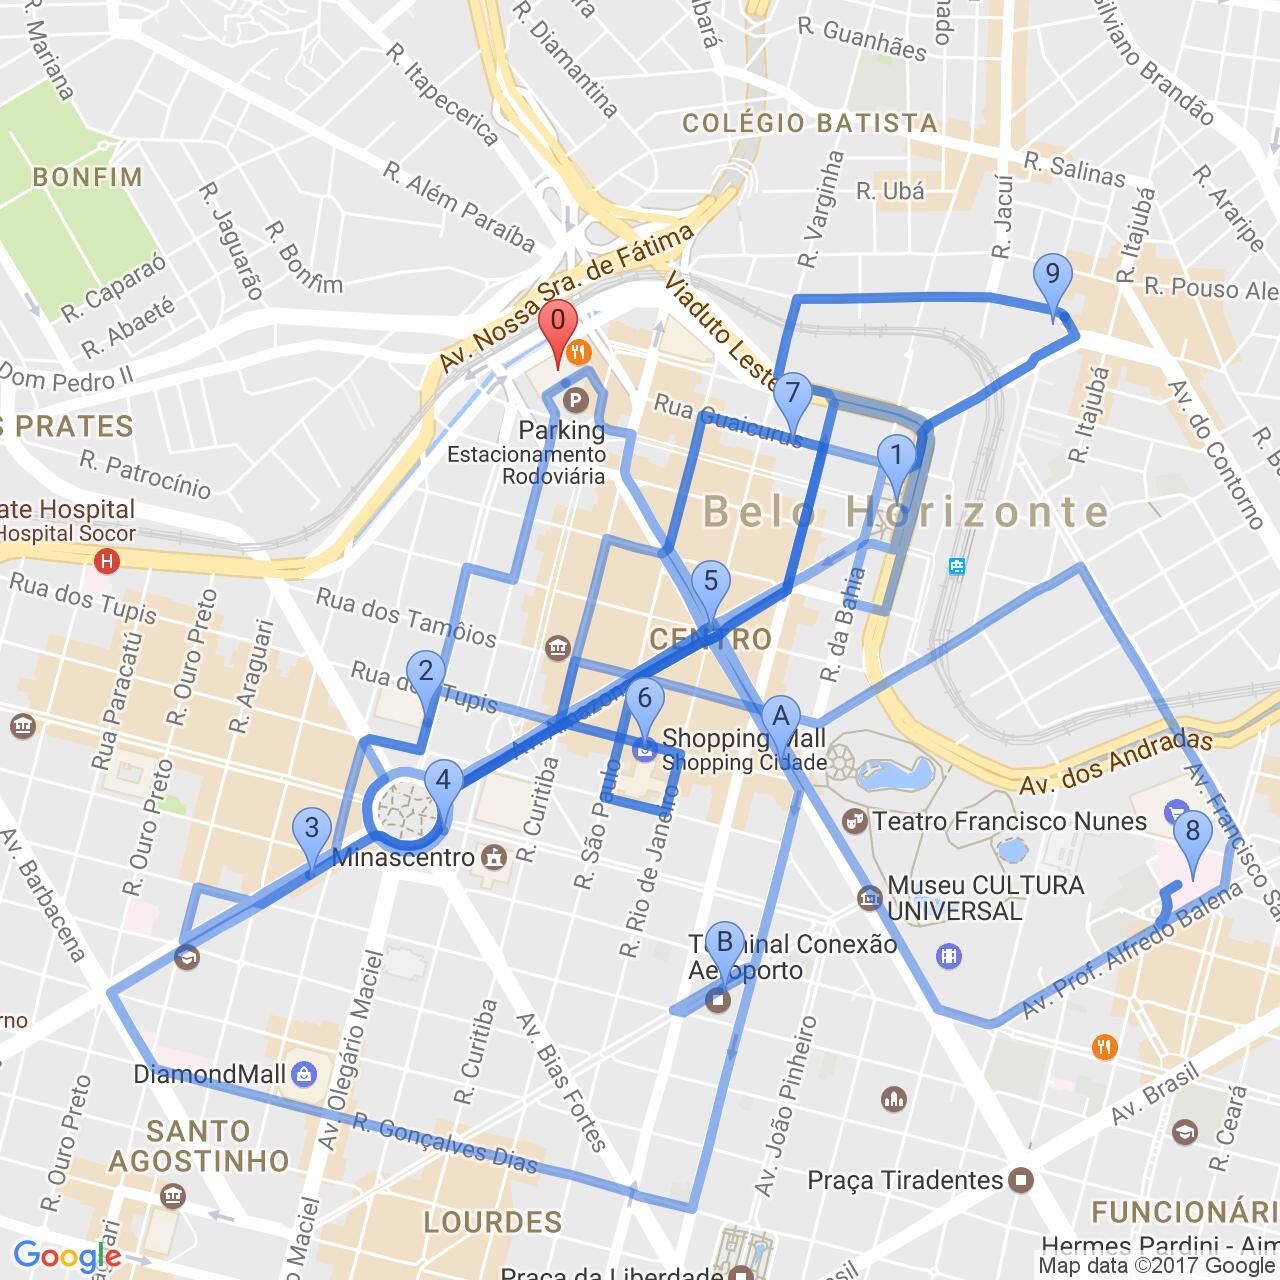 R. Mariana
R. Diamantina
R. Itapecerica
R. Guanhães
Silviano Brandão
COLÉGIO BATISTA
BONFIM
R. Além Paraíba
R. Jaguarão
R. Bonfim
R. Varginha
R. Ubá
R. Jacuí
R. Salinas
R. Araripe
R. Itajubá
R. Caparaó
R. Abaeté
Av. Nossa Sra. de Fátima
Viaduto Leste
R. Pouso Ale
9
0
Dom Pedro II
S PRATES
R. Patrocínio
P
Parking
Estacionamento
Rodoviária
7
Rua Guaicurus
R. Itajubá
Av. do Contorno
1
Belo Horizonte
ate Hospital
Hospital Socor
H
Rua dos Tupis
Rua dos Tamôios
R. Ouro Preto
R. Araguari
Rua Paracatú
5
CENTRO
R. da Bahia
2
6
A
Shopping Mall
Shopping Cidade
Av. dos Andradas
R. Curitiba
R. São Paulo
R. Ouro Preto
4
3
Minascentro
Teatro Francisco Nunes
8
Av. Francisco Sa
R. Rio de Janeiro
Museu CULTURA
UNIVERSAL
Av. Barbacena
B
Aeroporto
Av. Prof. Alfredo Balena
rno
Av. Olegário Maciel
R. Curitiba
Av. Bias Fortes
Av. João Pinheiro
DiamondMall
Av. Brasil
R. Ceará
R. Ouro Preto
SANTO
AGOSTINHO
R. Gonçalves Dias
Praça Tiradentes
LOURDES
FUNCIONÁRI
Hermes Pardini - Aim
Google
Praça da Liberdade
Map data ©2017 Google